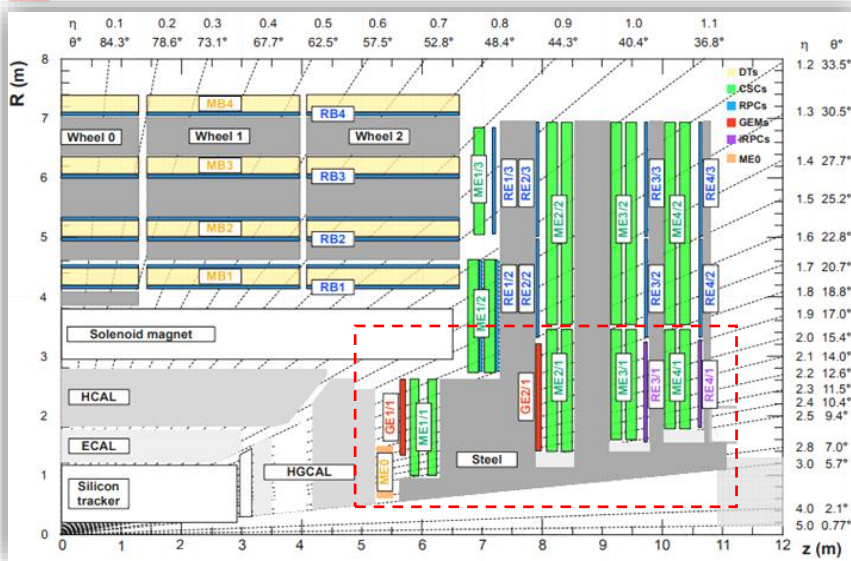 η 0.1 0.2 0.3 0.4 0.5 0.6 0.7 0.8 0.9 1.0 1.1
θ° 84.3° 78.6° 73.1° 67.7° 62.5° 57.5° 52.8° 48.4° 44.3° 40.4° 36.8°
η θ°
R (m)
8
7
6
5
4
3
2
1
0
1.2 33.5°
1.3 30.5°
1.4 27.7°
1.5 25.2°
1.6 22.8°
1.7 20.7°
1.8 18.8°
1.9 17.0°
2.0 15.4°
2.1 14.0°
2.2 12.6°
2.3 11.5°
2.4 10.4°
2.5 9.4°
2.8 7.0°
3.0 5.7°
4.0 2.1°
5.0 0.77°
DTs
CSCs
RPCs
GEMs
iRPCs
ME0
MB4
RB4
Wheel 0 Wheel 1 Wheel 2
MB3
RB3
MB2
RB2
MB1
RB1
Solenoid magnet
HCAL
ECAL
HGCAL
Silicon
tracker
Steel
ME1/3
RE1/3
RE2/3
ME2/2
ME3/2
RE3/3
ME4/2
RE4/3
ME1/2
RE1/2
RE2/2
RE3/2
RE4/2
GE1/1
ME1/1
ME0
GE2/1
ME2/1
ME3/1
RE3/1
ME4/1
RE4/1
0 1 2 3 4 5 6 7 8 9 10 11 12
z (m)